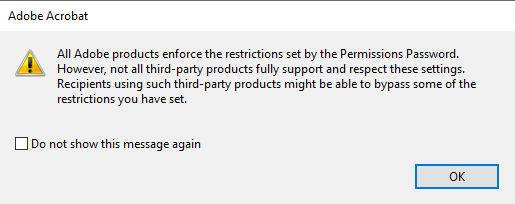 Adobe Acrobat
All Adobe products enforce the restrictions set by the Permissions Password.
However, not all third-party products fully support and respect these settings.
Recipients using such third-party products might be able to bypass some of the
restrictions you have set.
Do not show this message again
OK